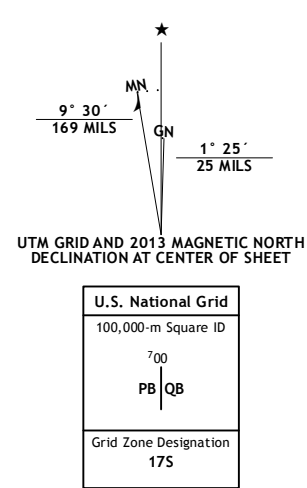 ★
MN
9° 30´
169 MILS
GN
1° 25´
25 MILS
UTM GRID AND 2013 MAGNETIC NORTH
DECLINATION AT CENTER OF SHEET
U.S. National Grid
100,000-m Square ID
⁷00
PB QB
Grid Zone Designation
17S